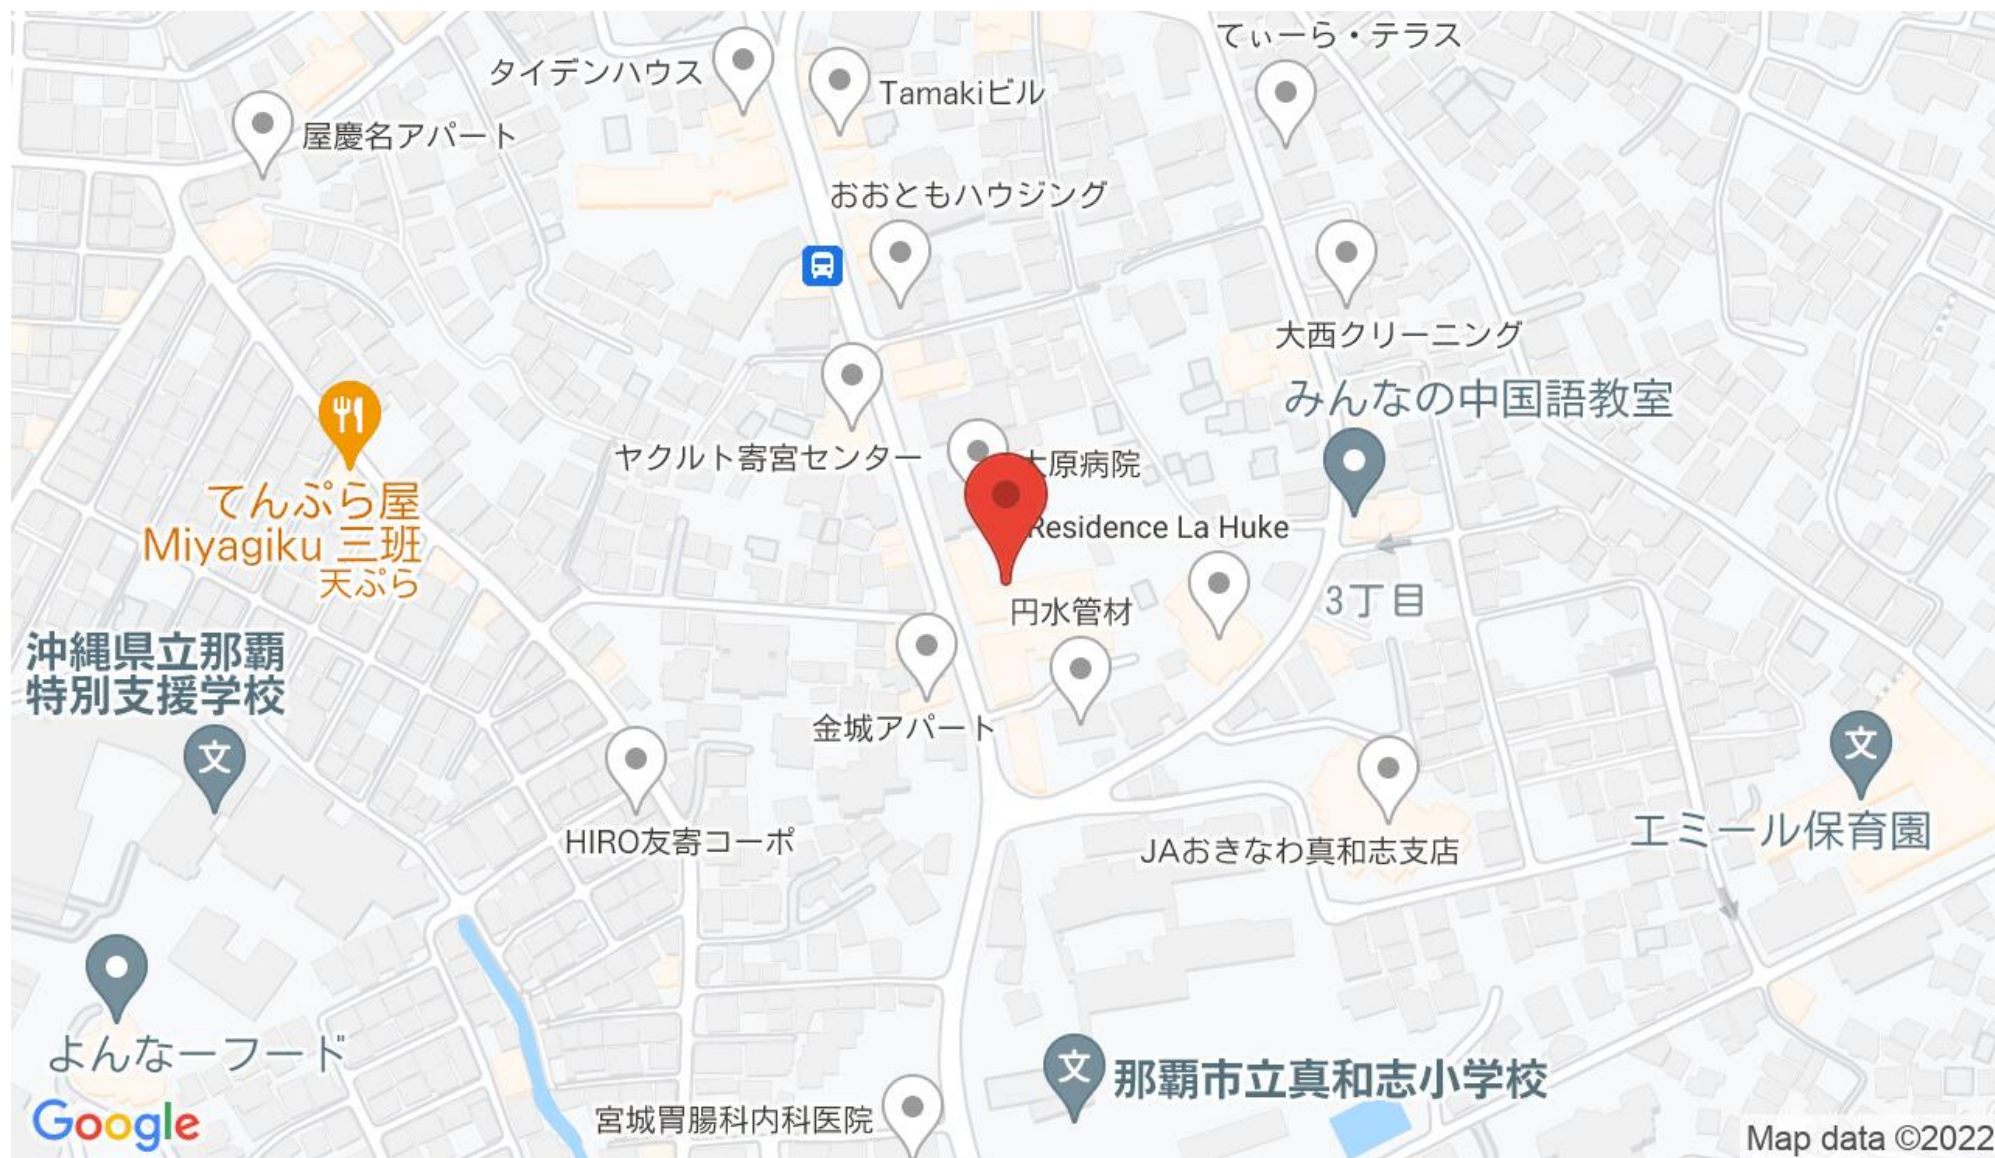 てぃーら・テラス
タイデンハウス
Tamakiビル
屋慶名アパート
おおともハウジング
大西クリーニング
みんなの中国語教室
ヤクルト寄宮センター
大原病院
てんぷら屋
Miyagiku 三班
天ぷら
Residence La Huke
円水管材
3丁目
沖縄県立那覇
特別支援学校
文
金城アパート
文
HIRO友寄コーポ
JAおきなわ真和志支店
エミール保育園
よんなーフード
文
那覇市立真和志小学校
宮城胃腸科内科医院
Google
Map data ©2022